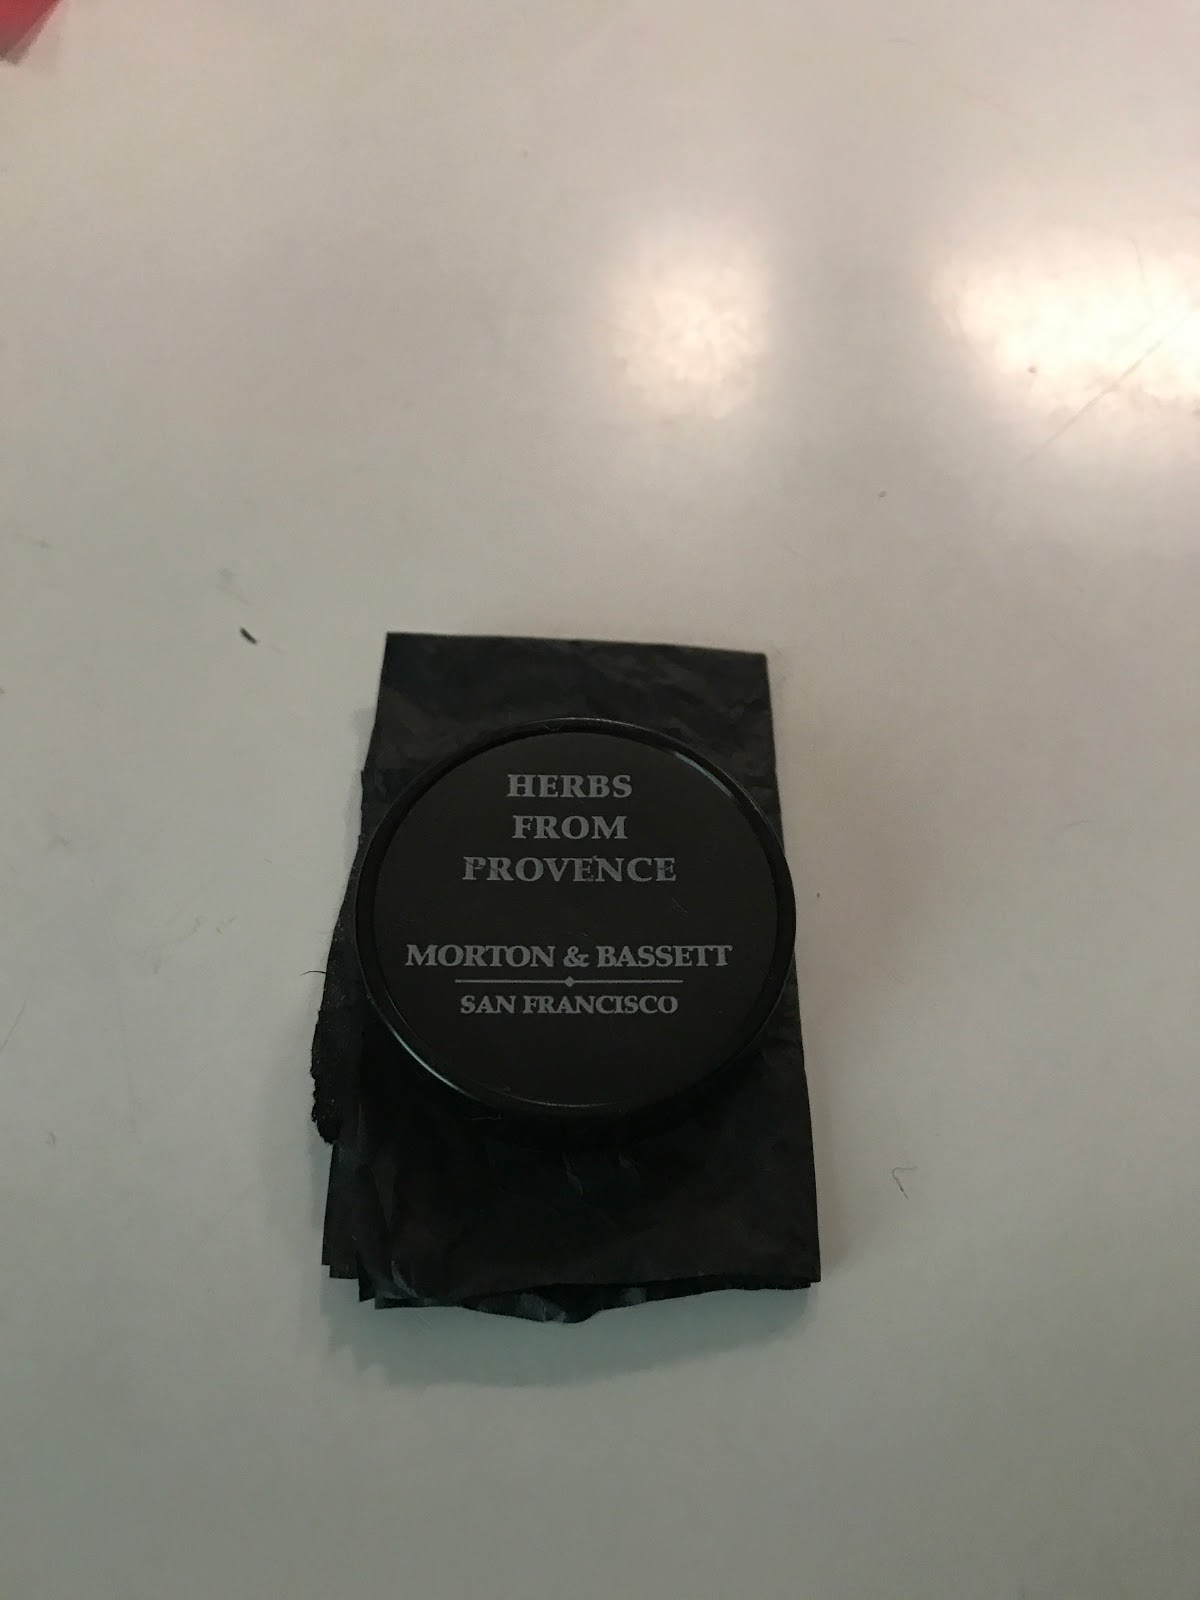 HERBS
FROM
PROVENCE
MORTON & BASSETT
SAN FRANCISCO